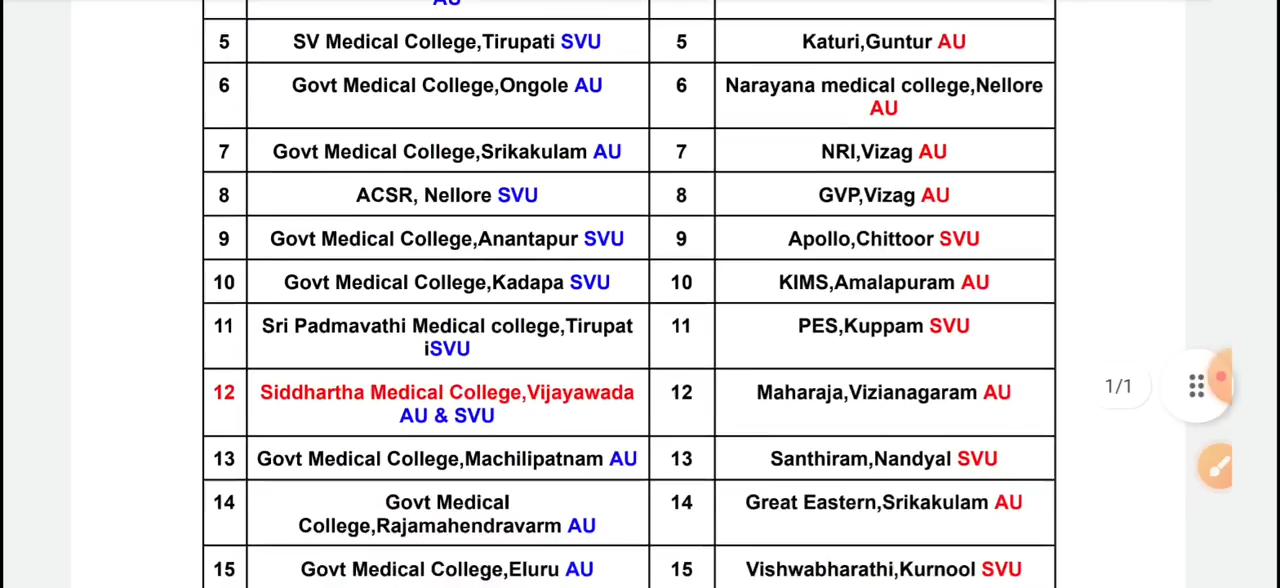 AU
5 SV Medical College,Tirupati SVU 5 Katuri,Guntur AU
6 Govt Medical College,Ongole AU 6 Narayana medical college,Nellore
AU
7 Govt Medical College,Srikakulam AU 7 NRI,Vizag AU
8 ACSR, Nellore SVU 8 GVP,Vizag AU
9 Govt Medical College,Anantapur SVU 9 Apollo,Chittoor SVU
10 Govt Medical College,Kadapa SVU 10 KIMS,Amalapuram AU
11 Sri Padmavathi Medical college,Tirupat 11 PES,Kuppam SVU
iSVU
12 Siddhartha Medical College,Vijayawada 12 Maharaja,Vizianagaram AU
AU & SVU
1/1
13 Govt Medical College,Machilipatnam AU 13 Santhiram,Nandyal SVU
14 Govt Medical 14 Great Eastern,Srikakulam AU
College,Rajamahendravarm AU
15 Govt Medical College,Eluru AU 15 Vishwabharathi,Kurnool SVU